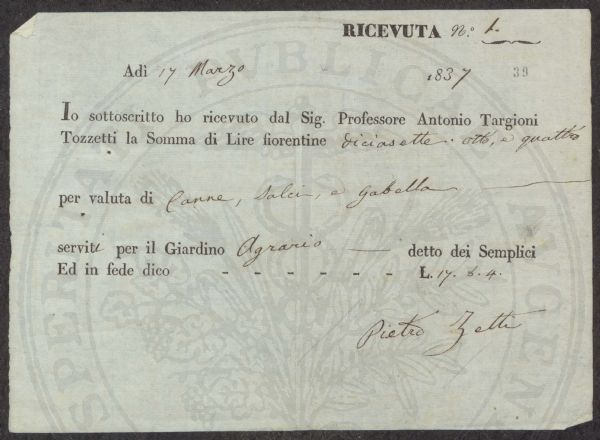 RICEVUTA N.º 1.
Adì 17 Marzo 1837 39
Io sottoscritto ho ricevuto dal Sig. Professore Antonio Targioni
Tozzetti la Somma di Lire fiorentine diciasette. otto, e quattro
per valuta di Canne, Salci, e gabella
serviti per il Giardino Agrario detto dei Semplici
Ed in fede dico - - - - - - L. 17. 8. 4.
Pietro Zetti